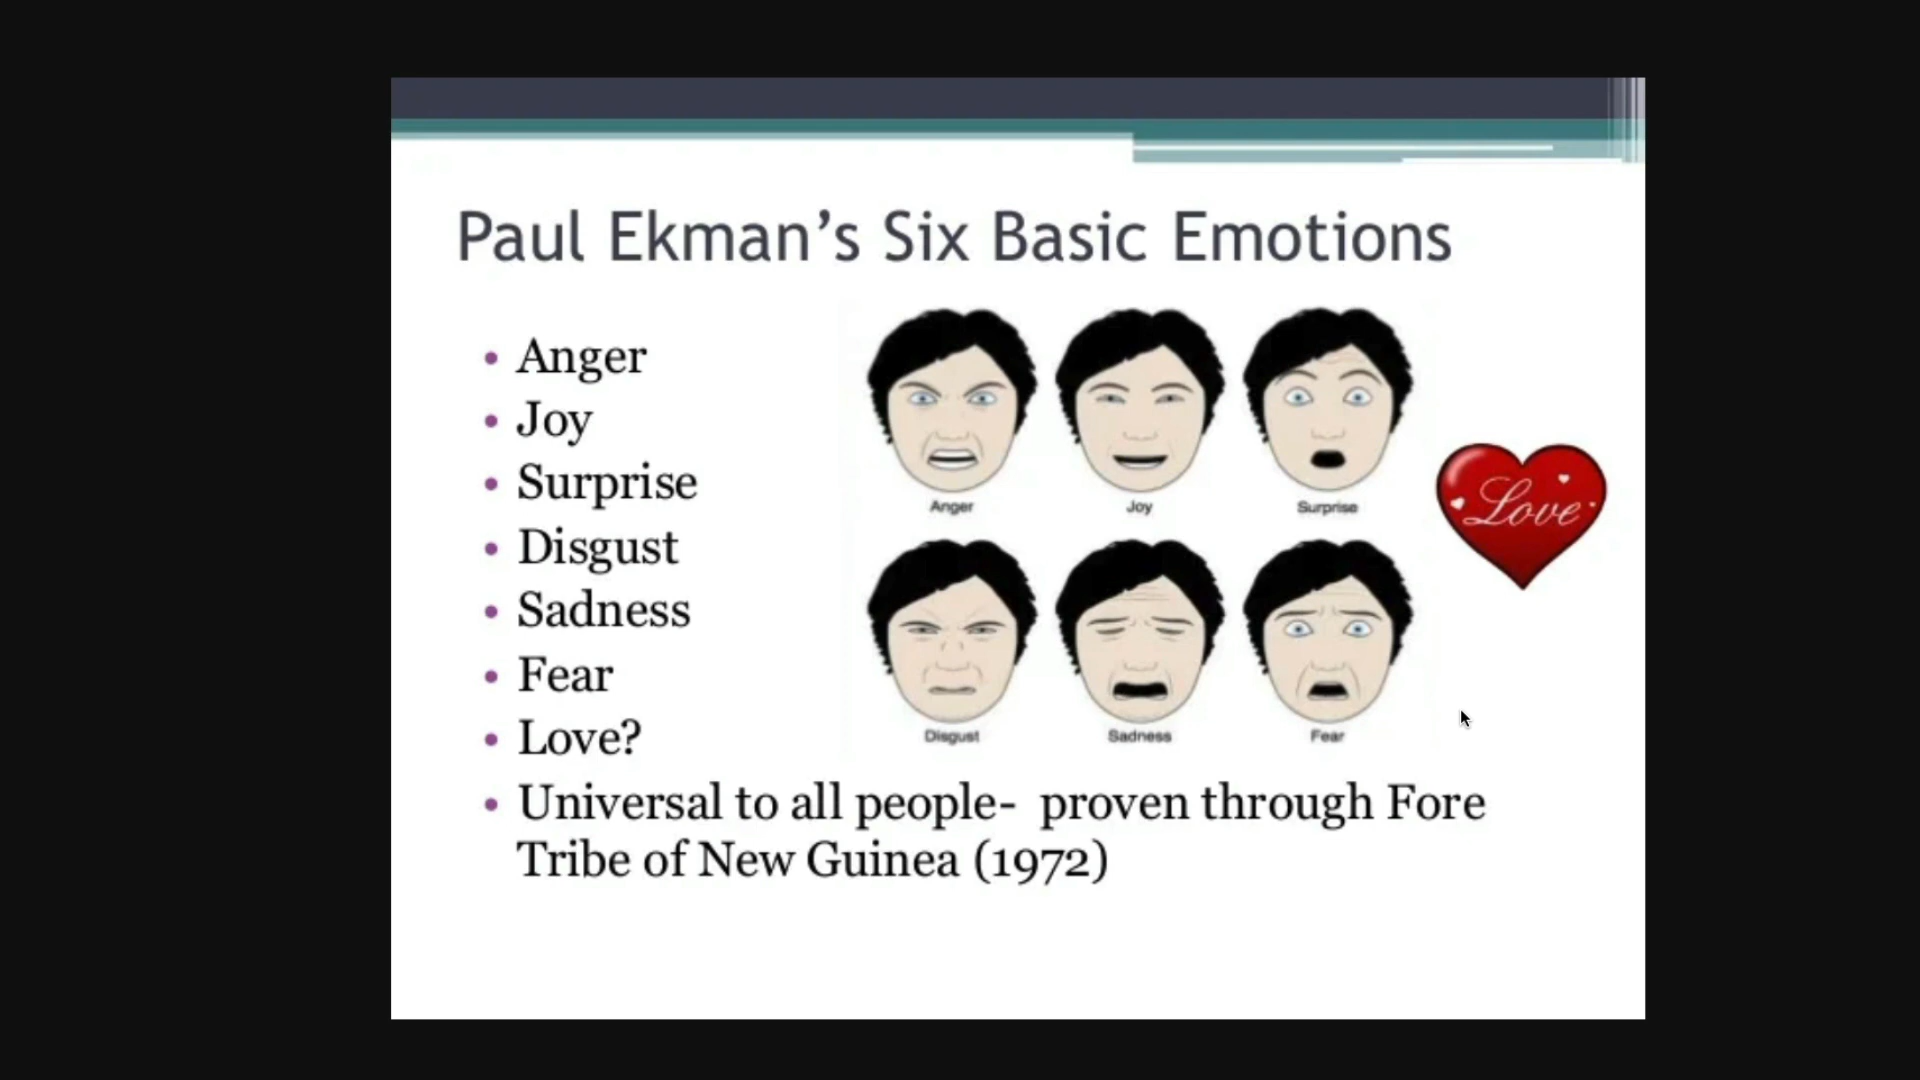 Paul Ekman’s Six Basic Emotions
• Anger
• Joy
• Surprise
• Disgust
• Sadness
• Fear
• Love?
• Universal to all people-  proven through Fore
Tribe of New Guinea (1972)
Anger
Joy
Surprise
Disgust
Sadness
Fear
Love